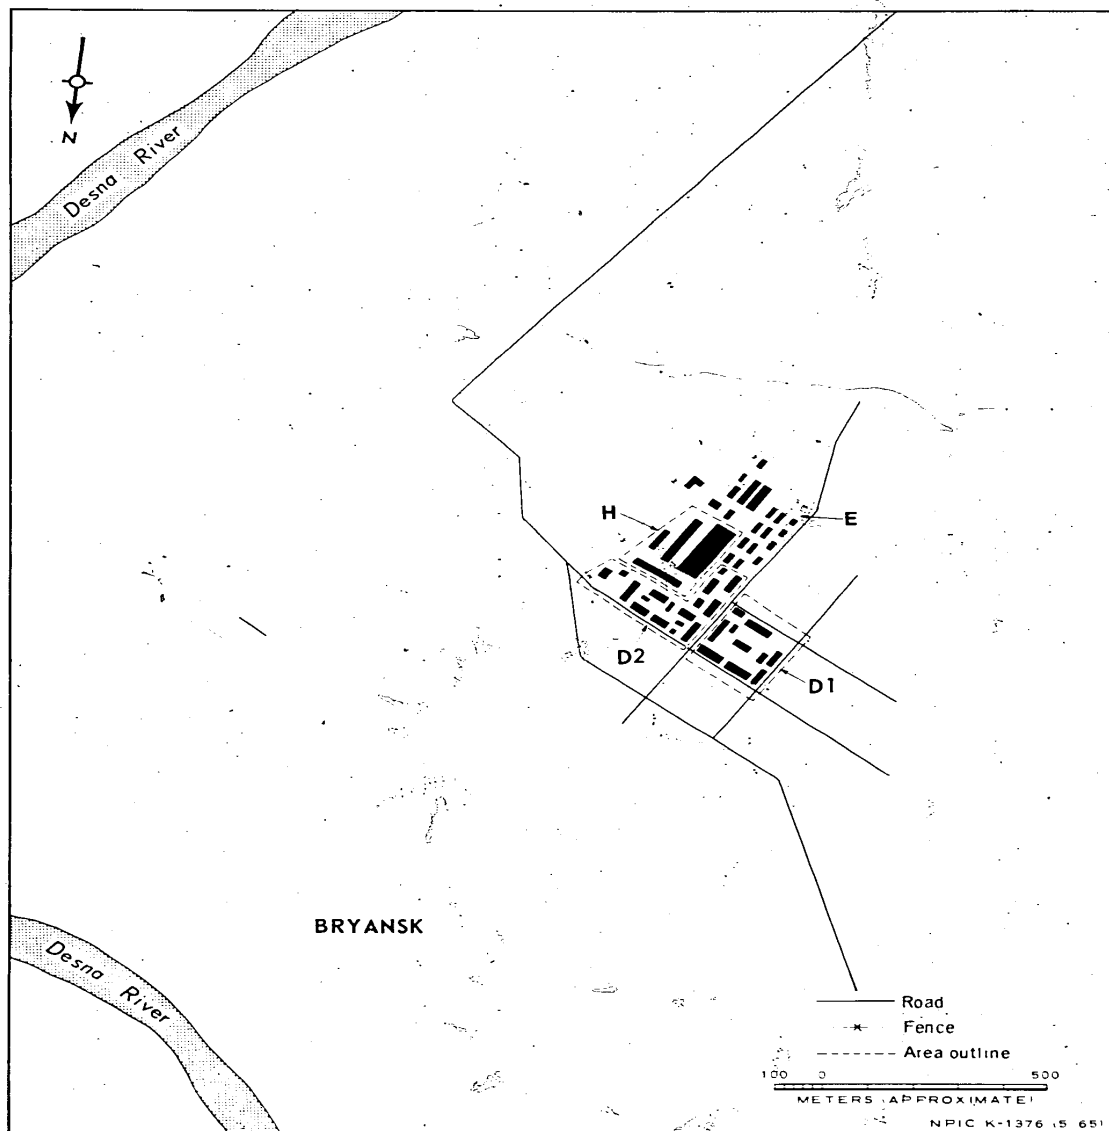 N
Desna River
H
E
D2
D1
BRYANSK
Desna
River
Road
Fence
Area outline
100 0 500
METERS (APPROXIMATE)
NPIC K-1376 (5 65)